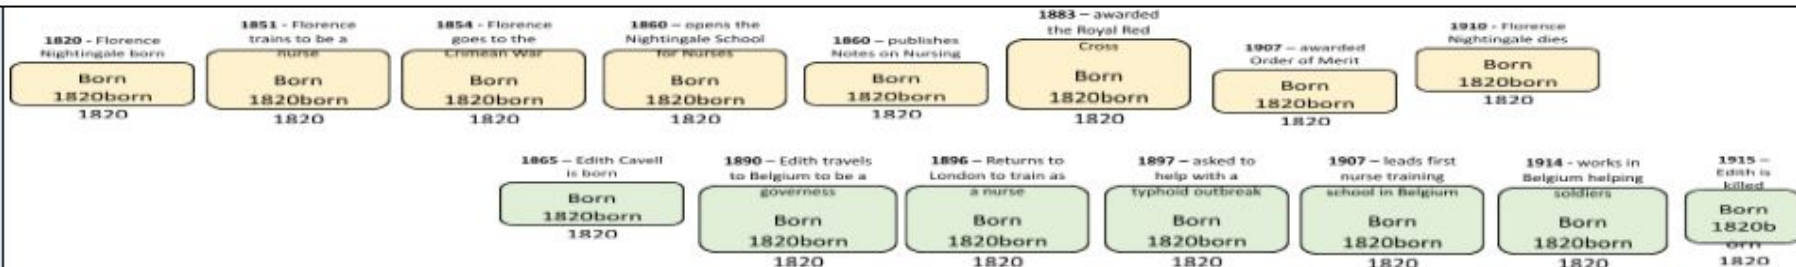 1820 - Florence
Nightingale born
Born
1820born
1820
1851 - Florence
trains to be a
nurse
Born
1820born
1820
1854 - Florence
goes to the
Crimean War
Born
1820born
1820
1860 – opens the
Nightingale School
for Nurses
Born
1820born
1820
1860 – publishes
Notes on Nursing
Born
1820born
1820
1883 – awarded
the Royal Red
Cross
Born
1820born
1820
1907 – awarded
Order of Merit
Born
1820born
1820
1910 - Florence
Nightingale dies
Born
1820born
1820
1865 – Edith Cavell
is born
Born
1820born
1820
1890 – Edith travels
to Belgium to be a
governess
Born
1820born
1820
1896 – Returns to
London to train as
a nurse
Born
1820born
1820
1897 – asked to
help with a
typhoid outbreak
Born
1820born
1820
1907 – leads first
nurse training
school in Belgium
Born
1820born
1820
1914 - works in
Belgium helping
soldiers
Born
1820born
1820
1915 –
Edith is
killed
Born
1820b
orn
1820